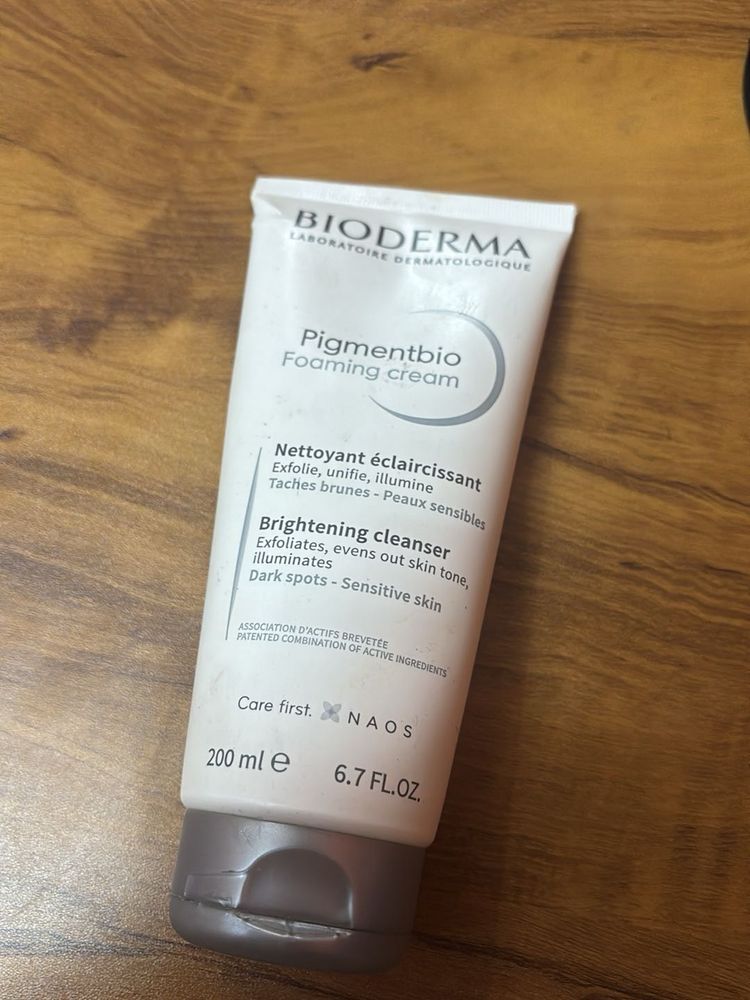 BIODERMA
LABORATOIRE DERMATOLOGIQUE
Pigmentbio
Foaming cream
Nettoyant éclaircissant
Exfolie, unifie, illumine
Taches brunes - Peaux sensibles
Brightening cleanser
Exfoliates, evens out skin tone,
illuminates
Dark spots - Sensitive skin
ASSOCIATION D'ACTIFS BREVETÉE
PATENTED COMBINATION OF ACTIVE INGREDIENTS
Care first. NAOS
200 ml e 6.7 FL.OZ.